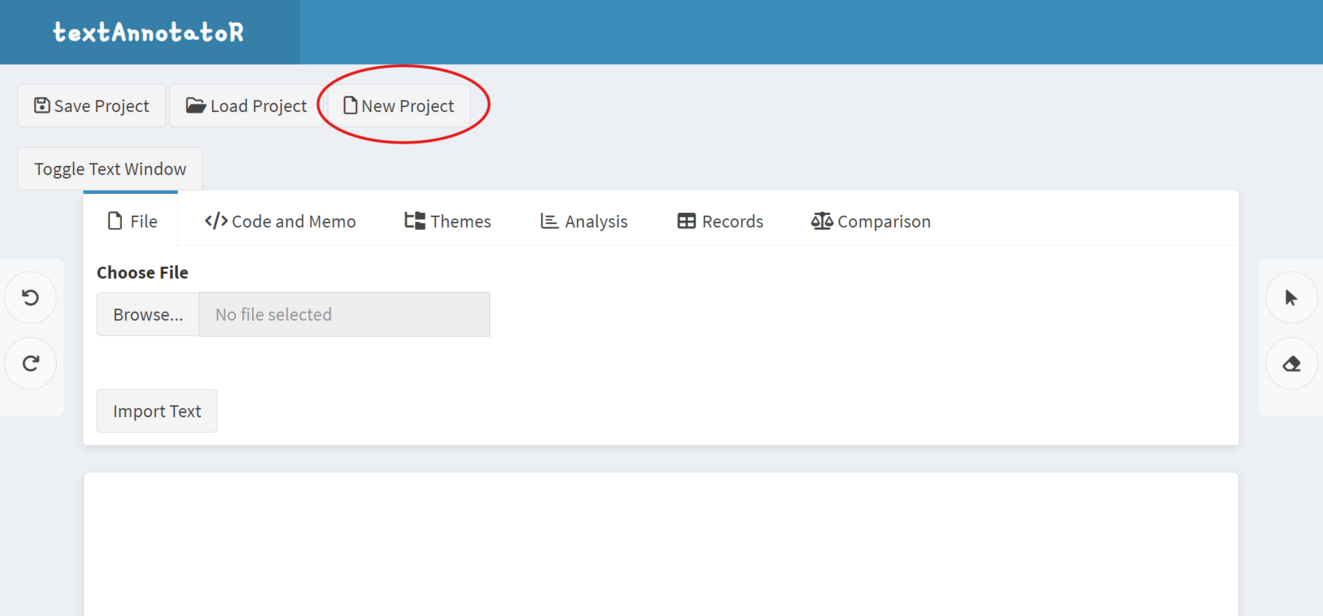 textAnnotatoR
Save Project Load Project New Project
Toggle Text Window
File Code and Memo Themes Analysis Records Comparison
Choose File
Browse... No file selected
Import Text